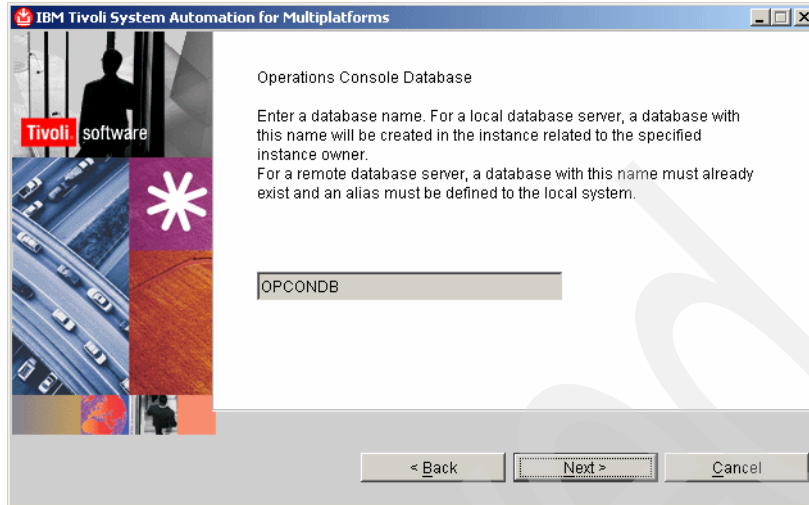 IBM Tivoli System Automation for Multiplatforms
Tivoli. software
Operations Console Database
Enter a database name. For a local database server, a database with
this name will be created in the instance related to the specified
instance owner.
For a remote database server, a database with this name must already
exist and an alias must be defined to the local system.
OPCONDB
< Back
Next >
Cancel